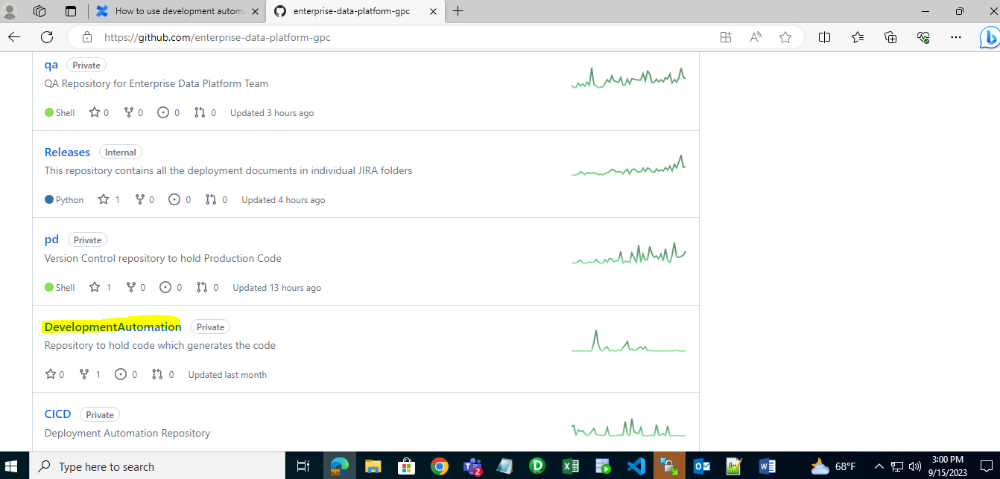 How to use development automa
enterprise-data-platform-gpc
https://github.com/enterprise-data-platform-gpc
qa Private
QA Repository for Enterprise Data Platform Team
Shell 0 0 0 0 Updated 3 hours ago
Releases Internal
This repository contains all the deployment documents in individual JIRA folders
Python 1 0 0 0 Updated 4 hours ago
pd Private
Version Control repository to hold Production Code
Shell 1 0 0 0 Updated 13 hours ago
DevelopmentAutomation Private
Repository to hold code which generates the code
0 1 0 0 Updated last month
CICD Private
Deployment Automation Repository
Type here to search
2
68°F
3:00 PM
9/15/2023